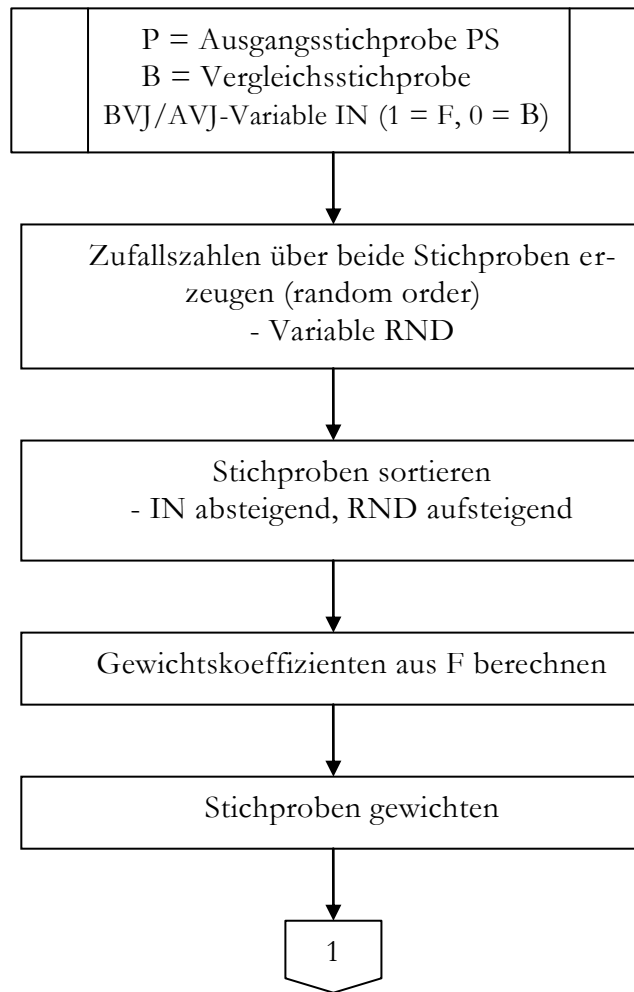 P = Ausgangsstichprobe PS
B = Vergleichsstichprobe
BVJ/AVJ-Variable IN (1 = F, 0 = B)
Zufallszahlen über beide Stichproben er-
zeugen (random order)
- Variable RND
Stichproben sortieren
- IN absteigend, RND aufsteigend
Gewichtskoeffizienten aus F berechnen
Stichproben gewichten
1